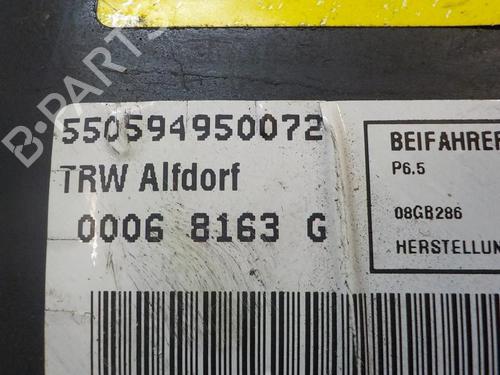 550594950072
TRW Alfdorf
0006 8163 G
BEIFAHRER
P6.5
08GB286
HERSTELLUN
B-PARTS